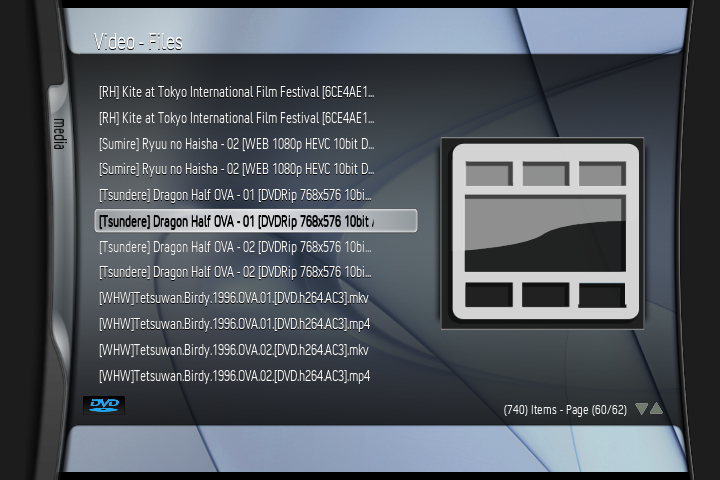 Video - Files
media
[RH] Kite at Tokyo International Film Festival [6CE4AE1...
[RH] Kite at Tokyo International Film Festival [6CE4AE1...
[Sumire] Ryuu no Haisha - 02 [WEB 1080p HEVC 10bit D...
[Sumire] Ryuu no Haisha - 02 [WEB 1080p HEVC 10bit D...
[Tsundere] Dragon Half OVA - 01 [DVDRip 768x576 10bi...
[Tsundere] Dragon Half OVA - 01 [DVDRip 768x576 10bit
[Tsundere] Dragon Half OVA - 02 [DVDRip 768x576 10bi...
[Tsundere] Dragon Half OVA - 02 [DVDRip 768x576 10bi...
[WHW]Tetsuwan.Birdy.1996.OVA.01.[DVD.h264.AC3].mkv
[WHW]Tetsuwan.Birdy.1996.OVA.01.[DVD.h264.AC3].mp4
[WHW]Tetsuwan.Birdy.1996.OVA.02.[DVD.h264.AC3].mkv
[WHW]Tetsuwan.Birdy.1996.OVA.02.[DVD.h264.AC3].mp4
DVD
(740) Items - Page (60/62)